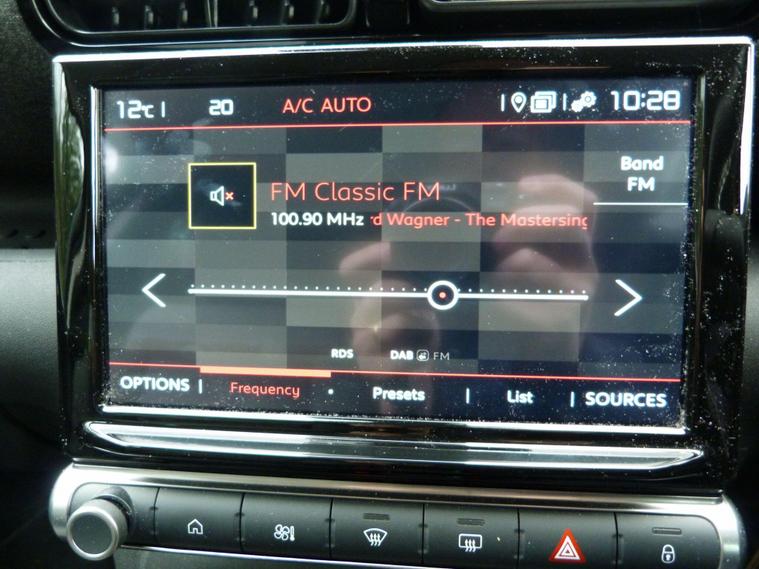 12°C 20 A/C AUTO 10:28
Band
FM
FM Classic FM
100.90 MHz d Wagner - The Mastersing
RDS DAB FM
OPTIONS Frequency Presets List SOURCES